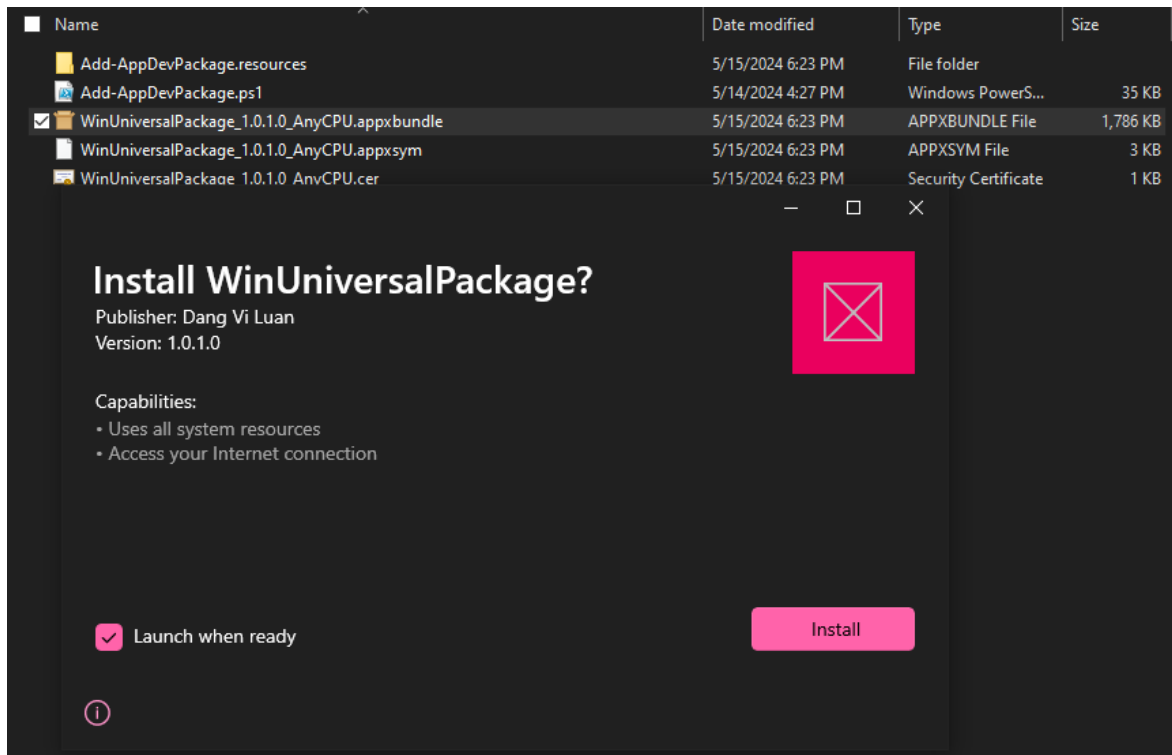 Name Date modified Type Size
Add-AppDevPackage.resources 5/15/2024 6:23 PM File folder
Add-AppDevPackage.ps1 5/14/2024 4:27 PM Windows PowerS... 35 KB
WinUniversalPackage_1.0.1.0_AnyCPU.appxbundle 5/15/2024 6:23 PM APPXBUNDLE File 1,786 KB
WinUniversalPackage_1.0.1.0_AnyCPU.appxsym 5/15/2024 6:23 PM APPXSYM File 3 KB
WinUniversalPackage_1.0.1.0_AnyCPU.cer 5/15/2024 6:23 PM Security Certificate 1 KB
Install WinUniversalPackage?
Publisher: Dang Vi Luan
Version: 1.0.1.0
Capabilities:
• Uses all system resources
• Access your Internet connection
Launch when ready
Install